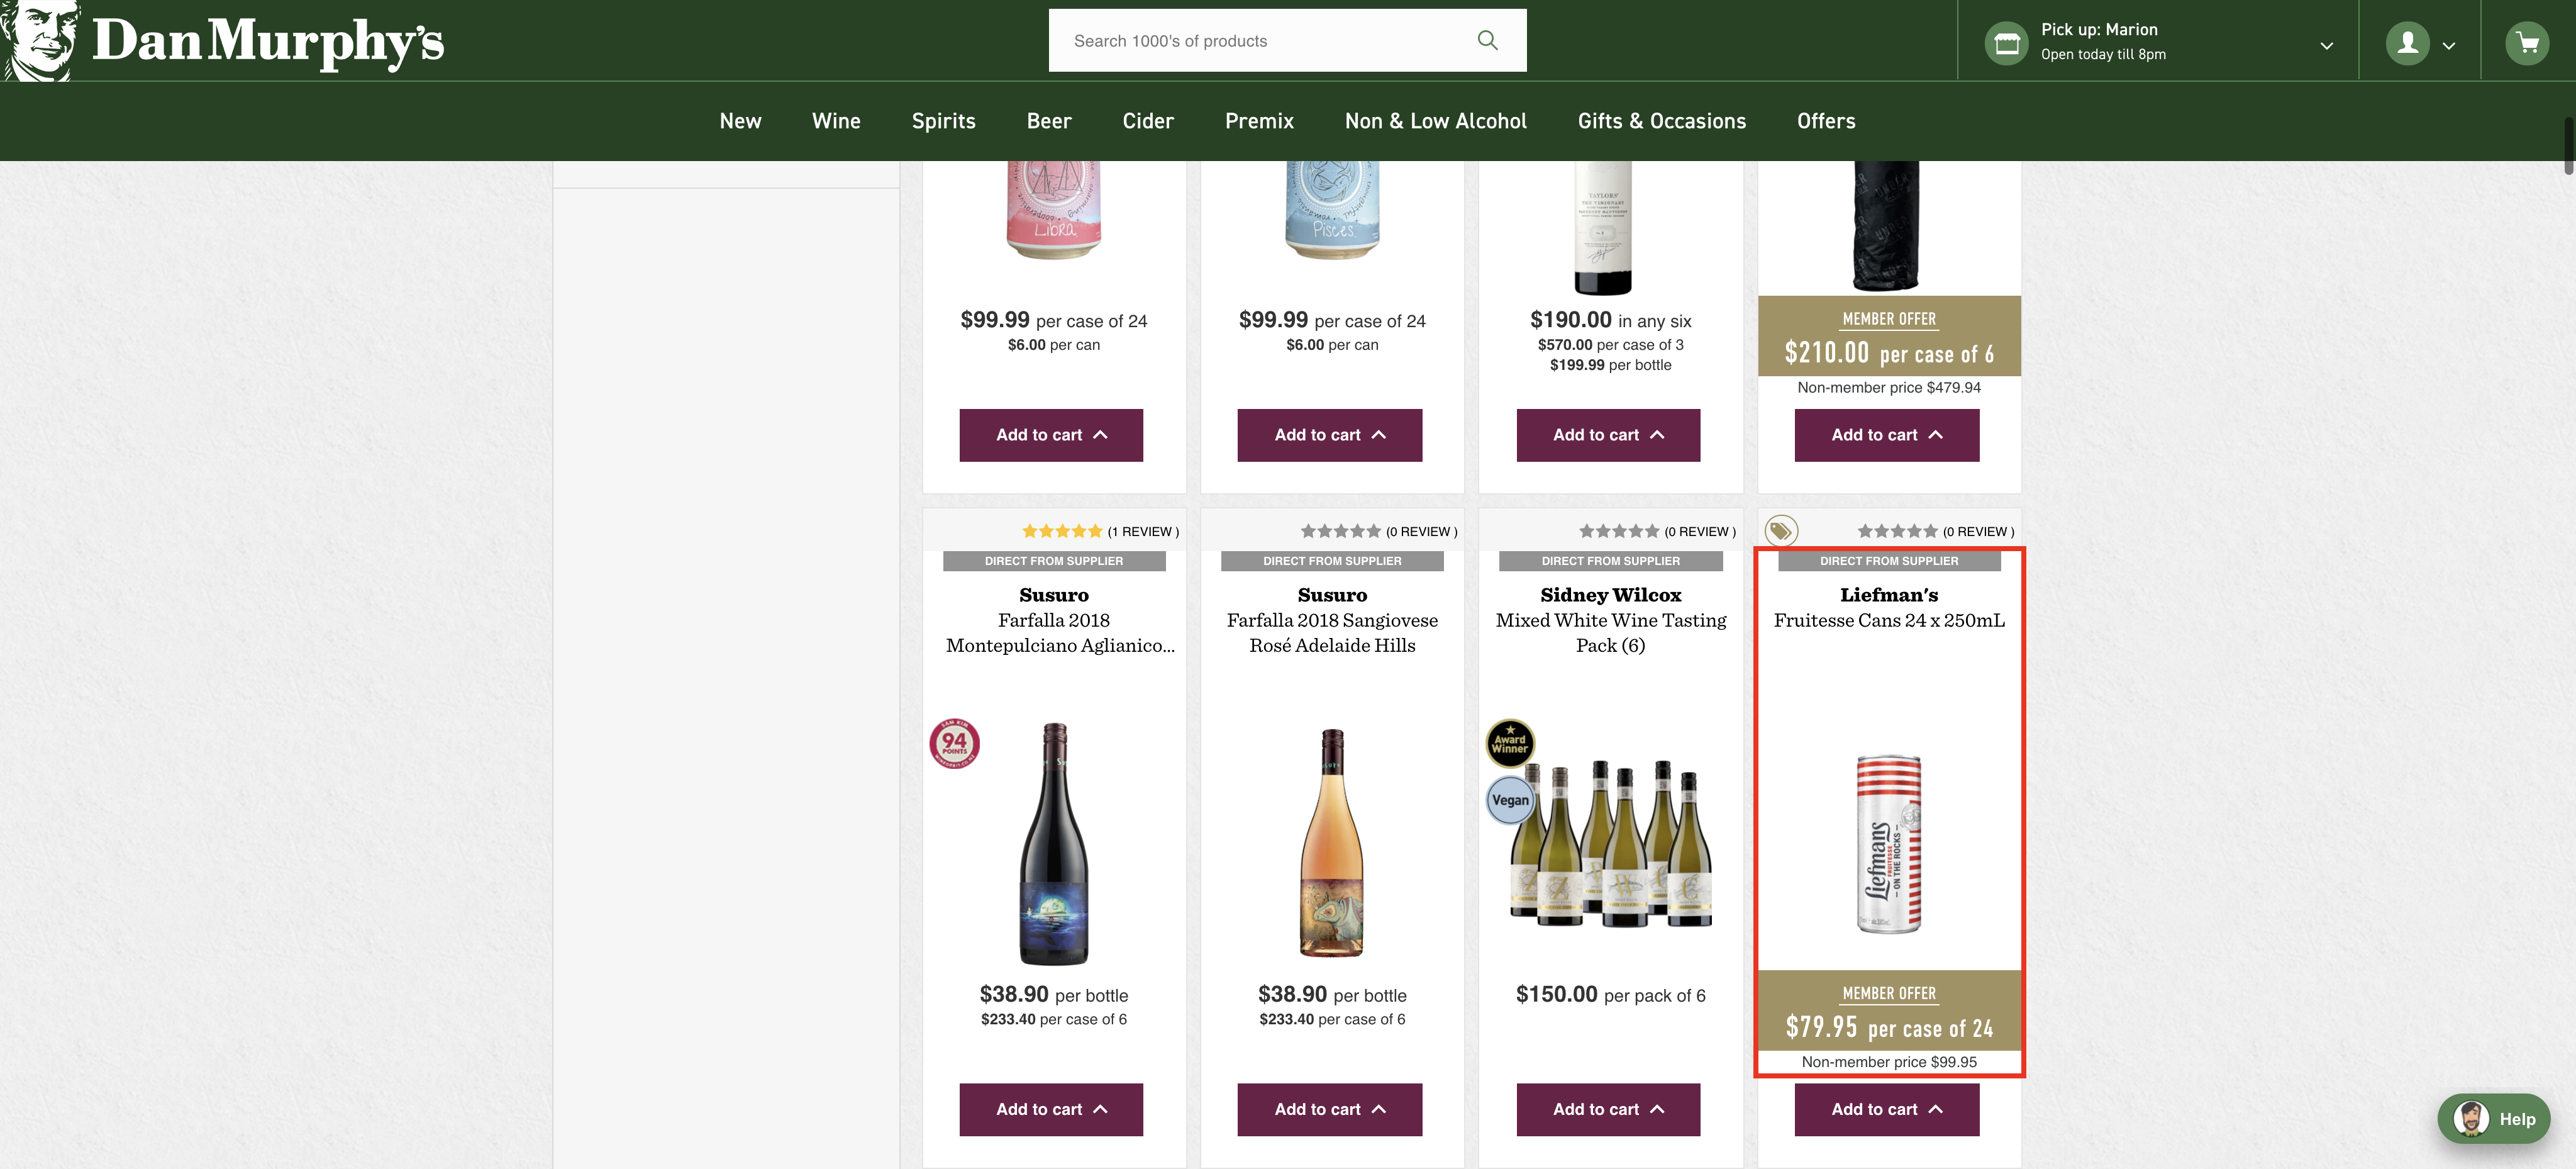 Dan Murphy's
Search 1000's of products
Pick up: Marion
Open today till 8pm
New Wine Spirits Beer Cider Premix Non & Low Alcohol Gifts & Occasions Offers
Libra
$99.99 per case of 24
$6.00 per can
Add to cart
Pisces
$99.99 per case of 24
$6.00 per can
Add to cart
TAYLORS
THE VISIONARY
CABERNET SAUVIGNON
$190.00 in any six
$570.00 per case of 3
$199.99 per bottle
Add to cart
MEMBER OFFER
$210.00 per case of 6
Non-member price $479.94
Add to cart
(1 REVIEW )
DIRECT FROM SUPPLIER
Susuro
Farfalla 2018
Montepulciano Aglianico...
SAM KIM
94
POINTS
$38.90 per bottle
$233.40 per case of 6
Add to cart
(0 REVIEW )
DIRECT FROM SUPPLIER
Susuro
Farfalla 2018 Sangiovese
Rosé Adelaide Hills
$38.90 per bottle
$233.40 per case of 6
Add to cart
(0 REVIEW )
DIRECT FROM SUPPLIER
Sidney Wilcox
Mixed White Wine Tasting
Pack (6)
Award
Winner
Vegan
$150.00 per pack of 6
Add to cart
(0 REVIEW )
DIRECT FROM SUPPLIER
Liefman's
Fruitesse Cans 24 x 250mL
Liefmans
FRUITESSE
— ON THE ROCKS —
MEMBER OFFER
$79.95 per case of 24
Non-member price $99.95
Add to cart
Help